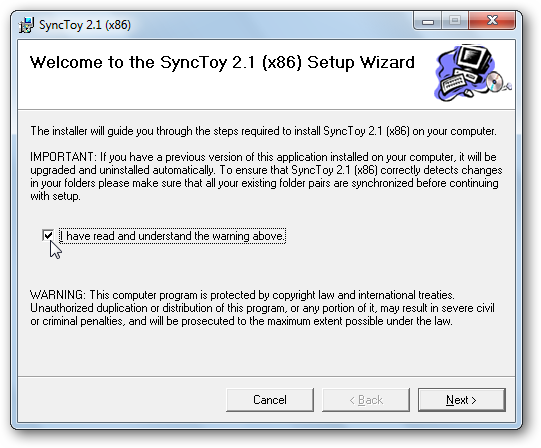 SyncToy 2.1 (x86)
Welcome to the SyncToy 2.1 (x86) Setup Wizard
The installer will guide you through the steps required to install SyncToy 2.1 (x86) on your computer.
IMPORTANT: If you have a previous version of this application installed on your computer, it will be
upgraded and uninstalled automatically. To ensure that SyncToy 2.1 (x86) correctly detects changes
in your folders please make sure that all your existing folder pairs are synchronized before continuing
with setup.
I have read and understand the warning above.
WARNING: This computer program is protected by copyright law and international treaties.
Unauthorized duplication or distribution of this program, or any portion of it, may result in severe civil
or criminal penalties, and will be prosecuted to the maximum extent possible under the law.
Cancel < Back Next >